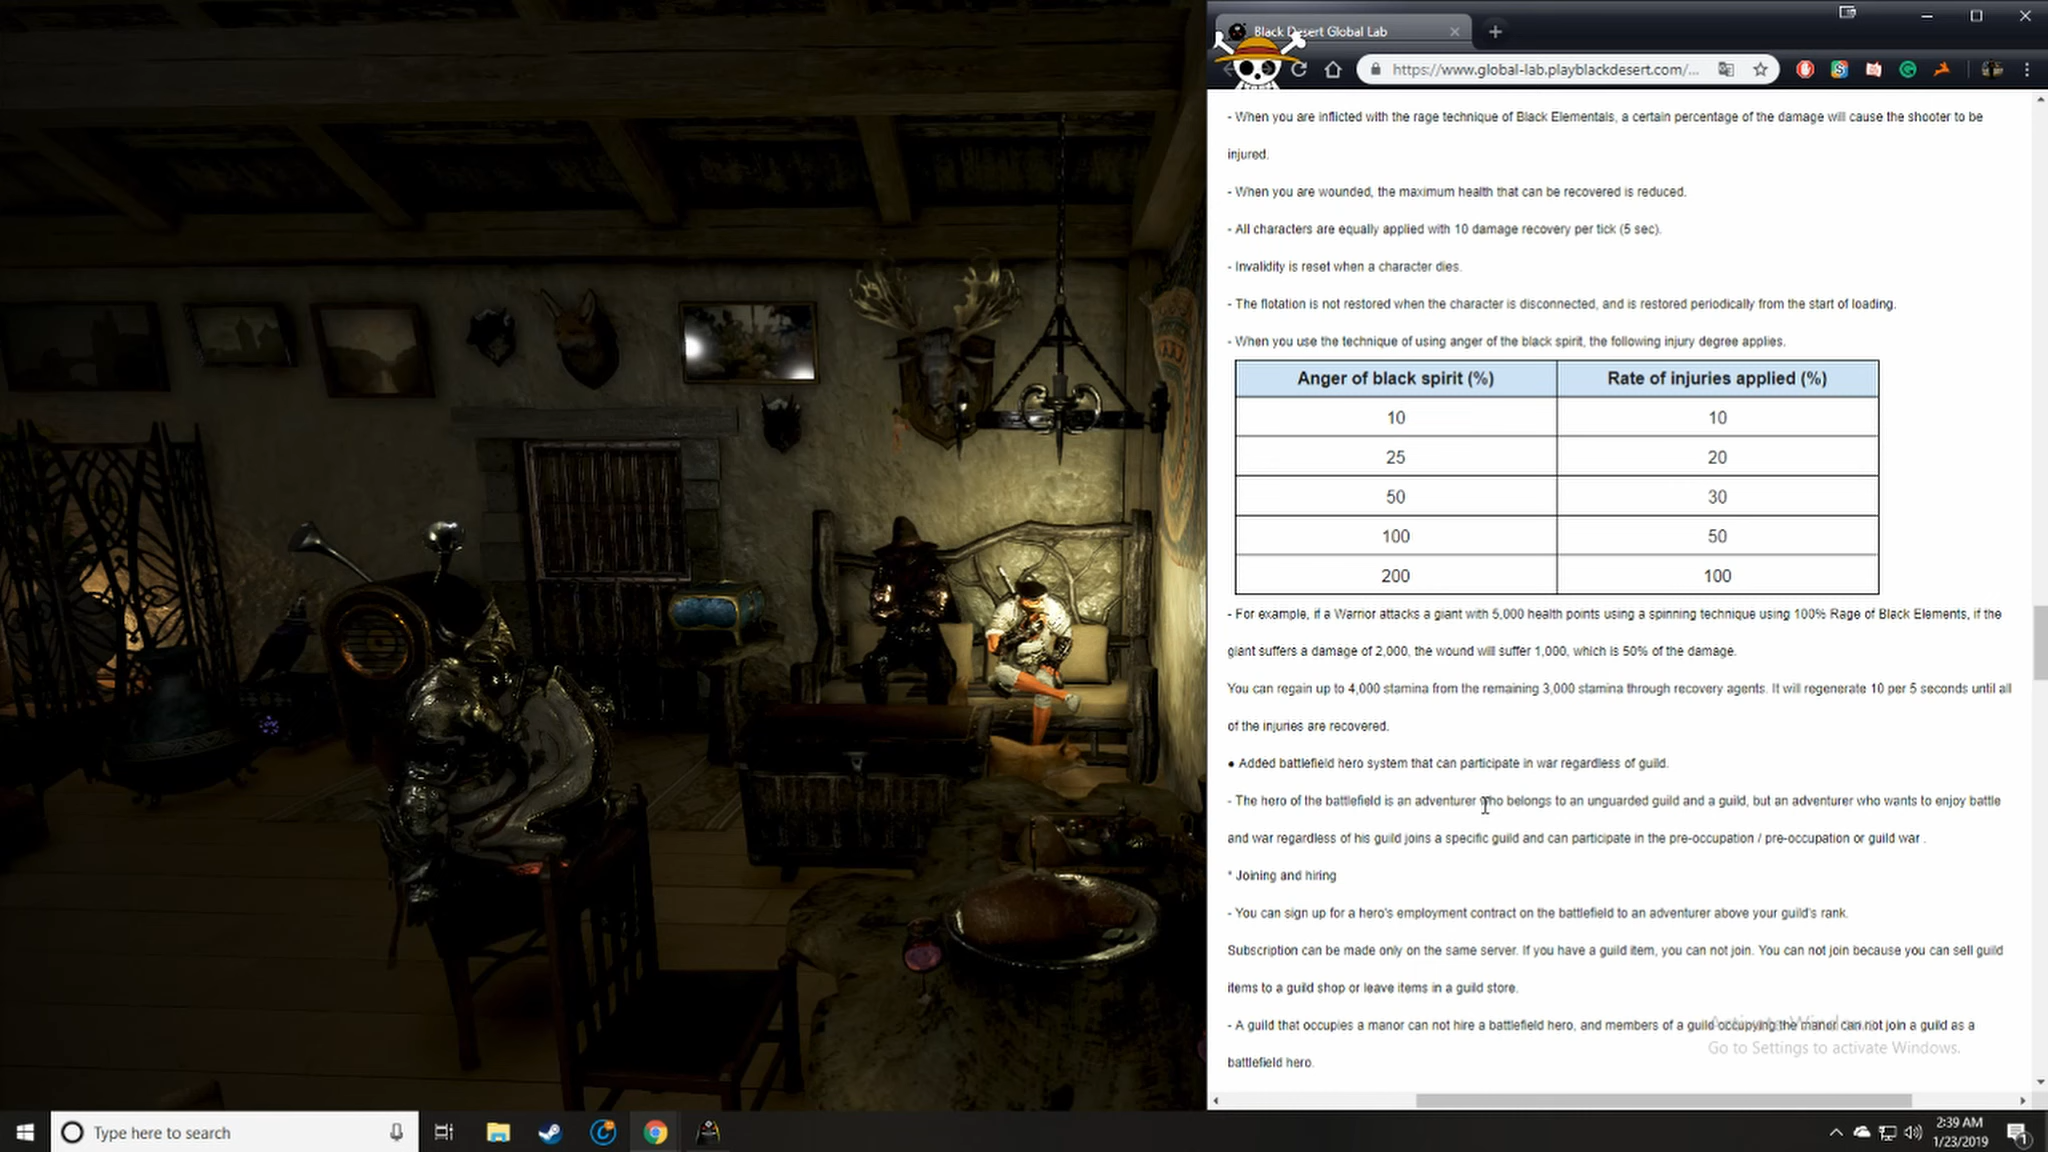 Black Desert Global Lab
https://www.global-lab.playblackdesert.com/...
- When you are inflicted with the rage technique of Black Elementals, a certain percentage of the damage will cause the shooter to be
injured.
- When you are wounded, the maximum health that can be recovered is reduced.
- All characters are equally applied with 10 damage recovery per tick (5 sec).
- Invalidity is reset when a character dies.
- The flotation is not restored when the character is disconnected, and is restored periodically from the start of loading.
- When you use the technique of using anger of the black spirit, the following injury degree applies.
Anger of black spirit (%) Rate of injuries applied (%)
10 10
25 20
50 30
100 50
200 100
- For example, if a Warrior attacks a giant with 5,000 health points using a spinning technique using 100% Rage of Black Elements, if the
giant suffers a damage of 2,000, the wound will suffer 1,000, which is 50% of the damage.
You can regain up to 4,000 stamina from the remaining 3,000 stamina through recovery agents. It will regenerate 10 per 5 seconds until all
of the injuries are recovered.
● Added battlefield hero system that can participate in war regardless of guild.
- The hero of the battlefield is an adventurer who belongs to an unguarded guild and a guild, but an adventurer who wants to enjoy battle
and war regardless of his guild joins a specific guild and can participate in the pre-occupation / pre-occupation or guild war .
* Joining and hiring
- You can sign up for a hero's employment contract on the battlefield to an adventurer above your guild's rank.
Subscription can be made only on the same server. If you have a guild item, you can not join. You can not join because you can sell guild
items to a guild shop or leave items in a guild store.
- A guild that occupies a manor can not hire a battlefield hero, and members of a guild occupying the manor can not join a guild as a
battlefield hero.
Activate Windows
Go to Settings to activate Windows.
Type here to search
2:39 AM
1/23/2019
1